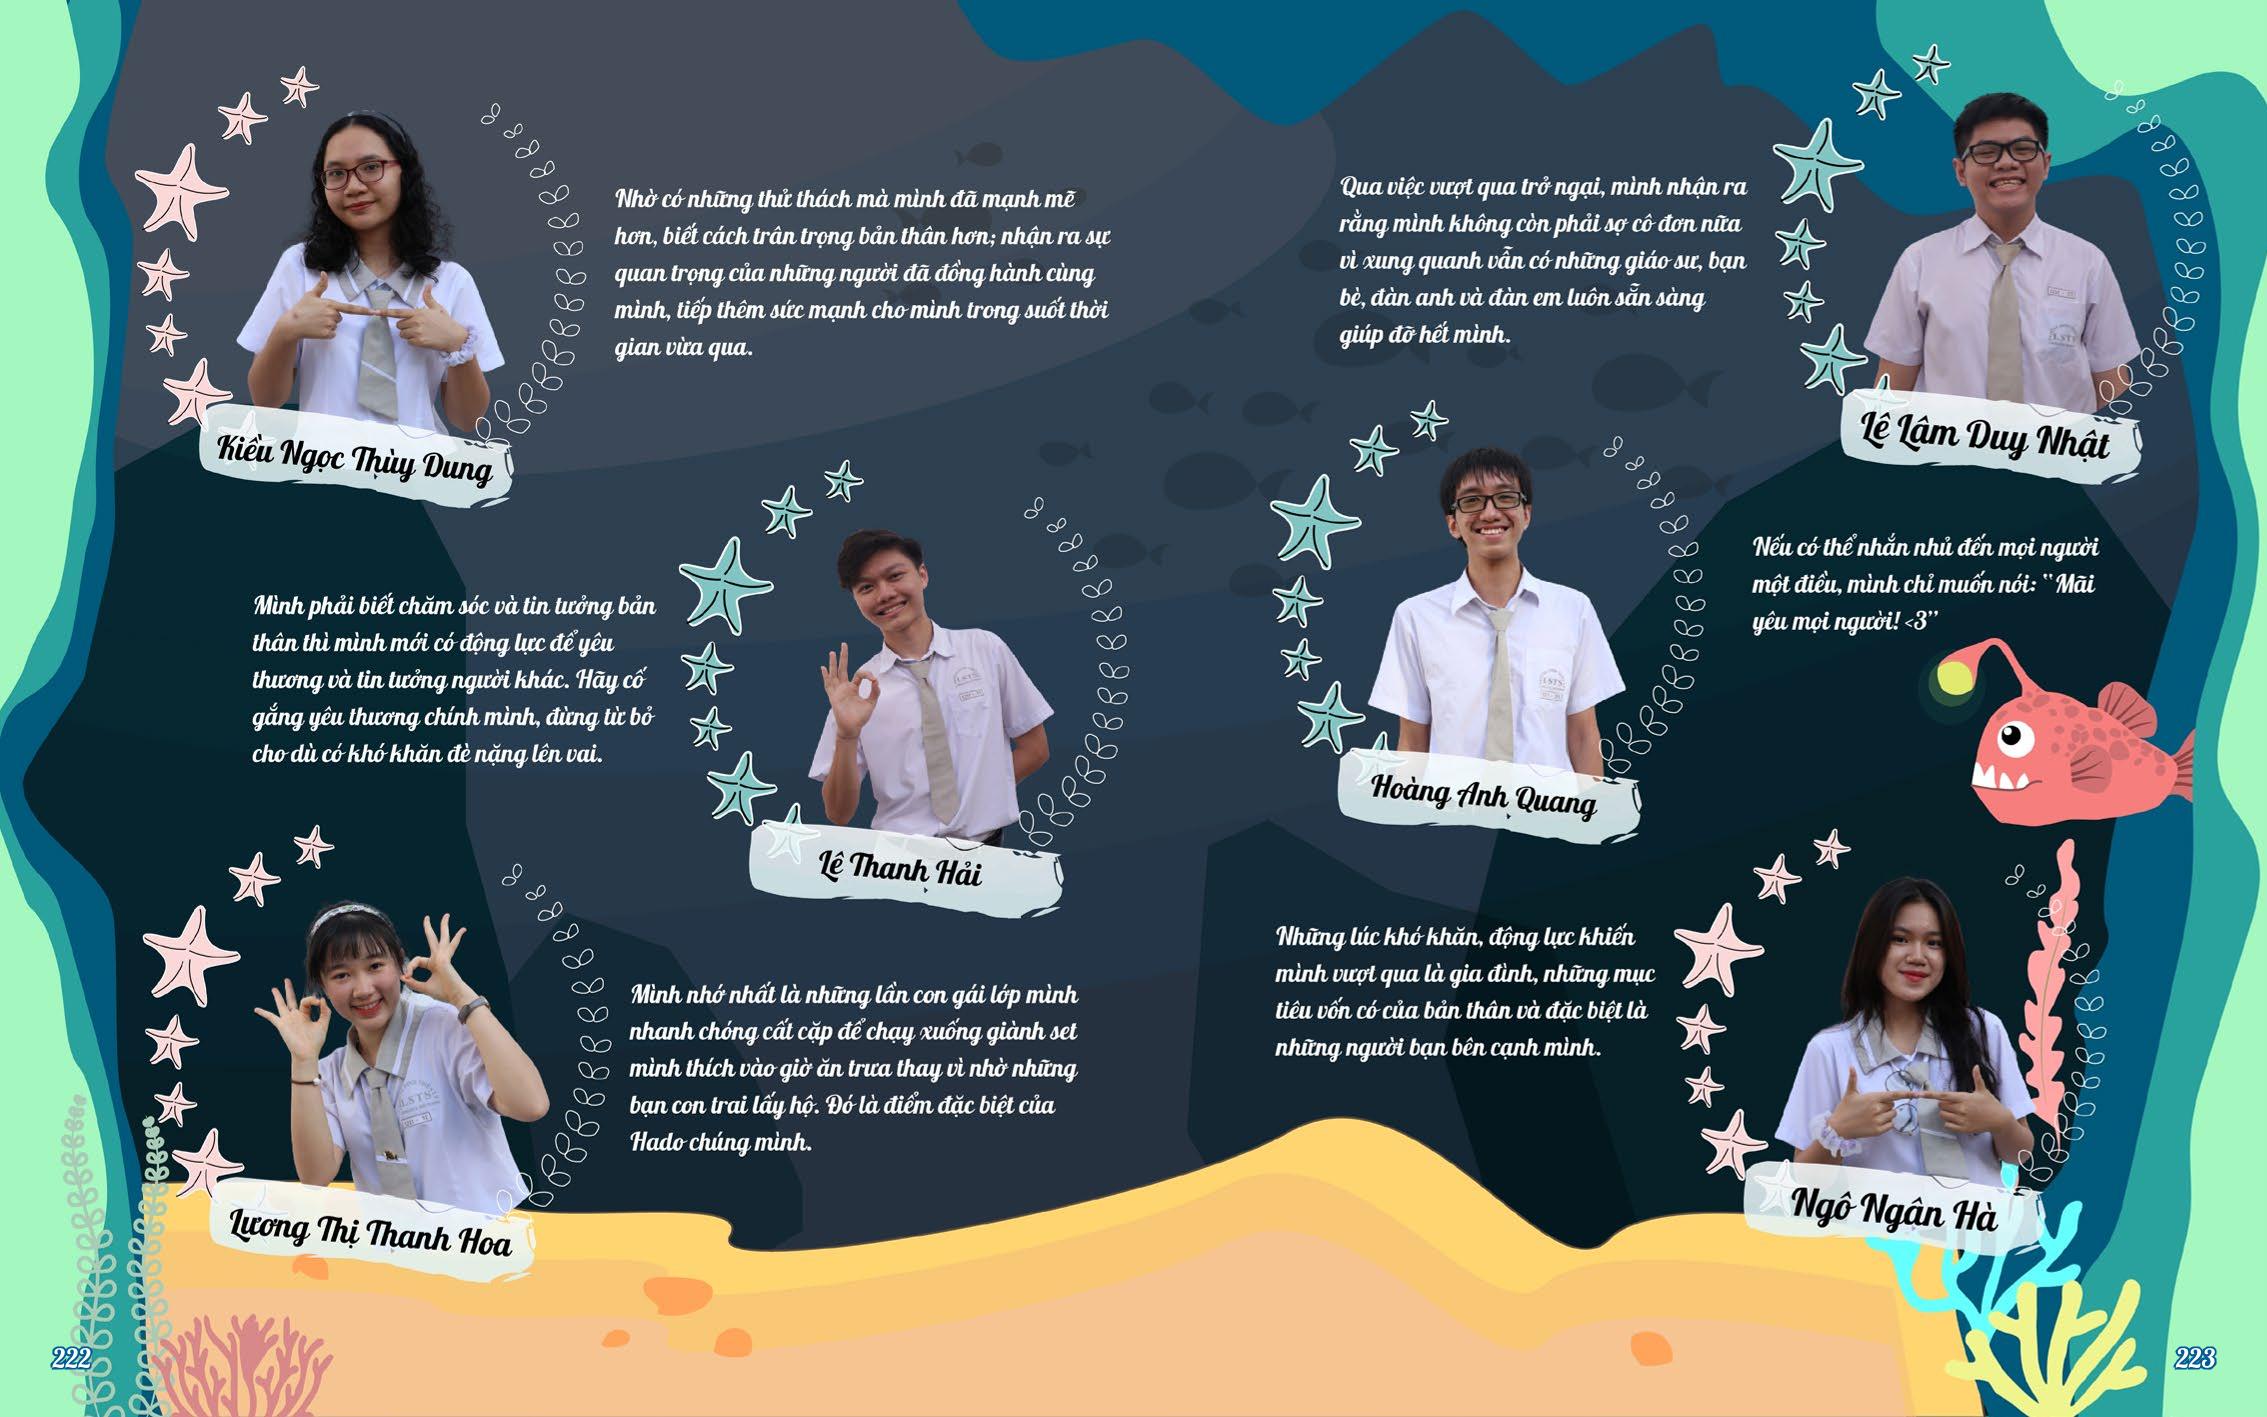 Nhờ có những thử thách mà mình đã mạnh mẽ
hơn, biết cách trân trọng bản thân hơn; nhận ra sự
quan trọng của những người đã đồng hành cùng
mình, tiếp thêm sức mạnh cho mình trong suốt thời
gian vừa qua.
Kiều Ngọc Thùy Dung
Mình phải biết chăm sóc và tin tưởng bản
thân thì mình mới có động lực để yêu
thương và tin tưởng người khác. Hãy cố
gắng yêu thương chính mình, đừng từ bỏ
cho dù có khó khăn đè nặng lên vai.
LSTS
Lê Thanh Hải
Mình nhớ nhất là những lần con gái lớp mình
nhanh chóng cất cặp để chạy xuống giành set
mình thích vào giờ ăn trưa thay vì nhờ những
bạn con trai lấy hộ. Đó là điểm đặc biệt của
Hado chúng mình.
LSTS
Lương Thị Thanh Hoa
222
Qua việc vượt qua trở ngại, mình nhận ra
rằng mình không còn phải sợ cô đơn nữa
vì xung quanh vẫn có những giáo sư, bạn
bè, đàn anh và đàn em luôn sẵn sàng
giúp đỡ hết mình.
LSTS
Lê Lâm Duy Nhật
Nếu có thể nhắn nhủ đến mọi người
một điều, mình chỉ muốn nói: “Mãi
yêu mọi người! <3”
LSTS
Hoàng Anh Quang
Những lúc khó khăn, động lực khiến
mình vượt qua là gia đình, những mục
tiêu vốn có của bản thân và đặc biệt là
những người bạn bên cạnh mình.
Ngô Ngân Hà
223